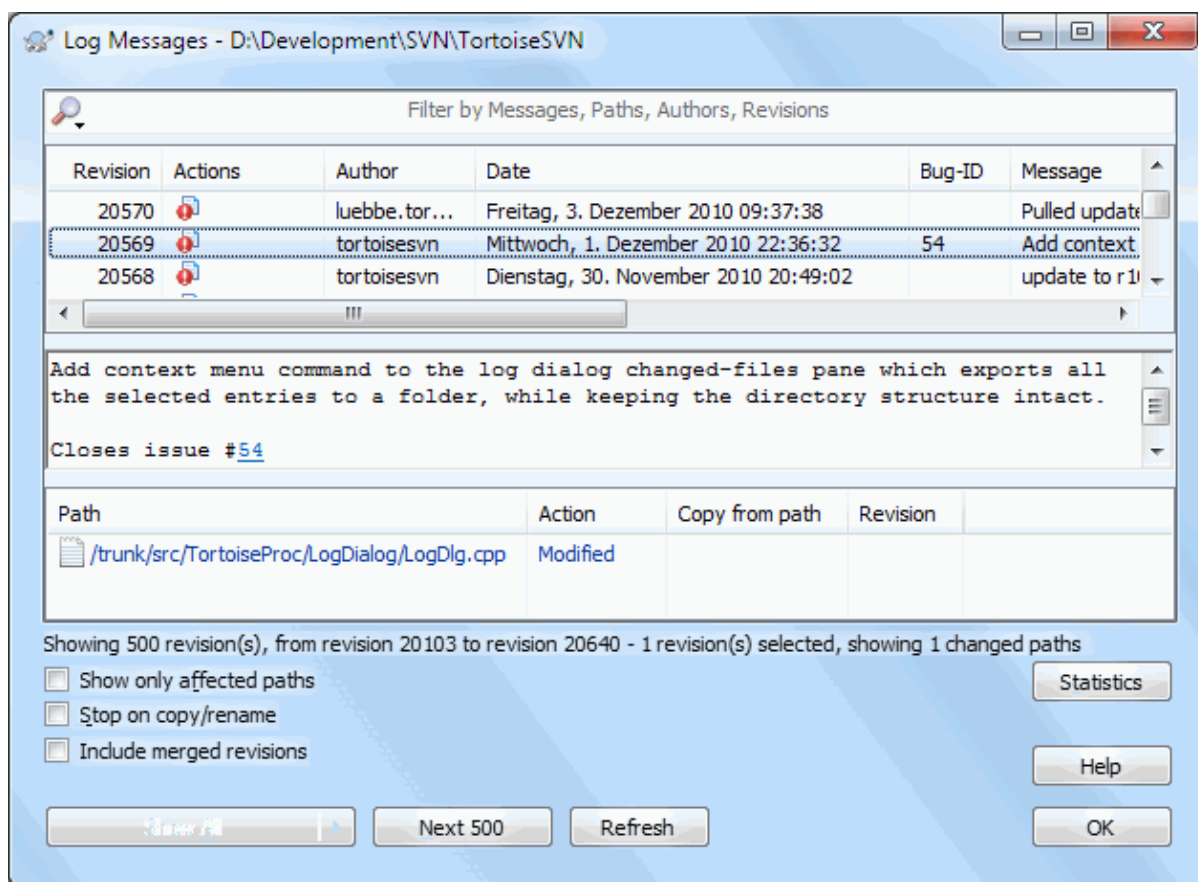 Log Messages - D:\Development\SVN\TortoiseSVN
Filter by Messages, Paths, Authors, Revisions
Revision Actions Author Date Bug-ID Message
20570 luebbe.tor... Freitag, 3. Dezember 2010 09:37:38 Pulled update
20569 tortoisesvn Mittwoch, 1. Dezember 2010 22:36:32 54 Add context
20568 tortoisesvn Dienstag, 30. November 2010 20:49:02 update to
Add context menu command to the log dialog changed-files pane which exports all
the selected entries to a folder, while keeping the directory structure intact.
Closes issue #54
Path Action Copy from path Revision
/trunk/src/TortoiseProc/LogDialog/LogDlg.cpp Modified
Showing 500 revision(s), from revision 20103 to revision 20640 - 1 revision(s) selected, showing 1 changed paths
Show only affected paths
Statistics
Stop on copy/rename
Include merged revisions
Help
Show All Next 500 Refresh OK